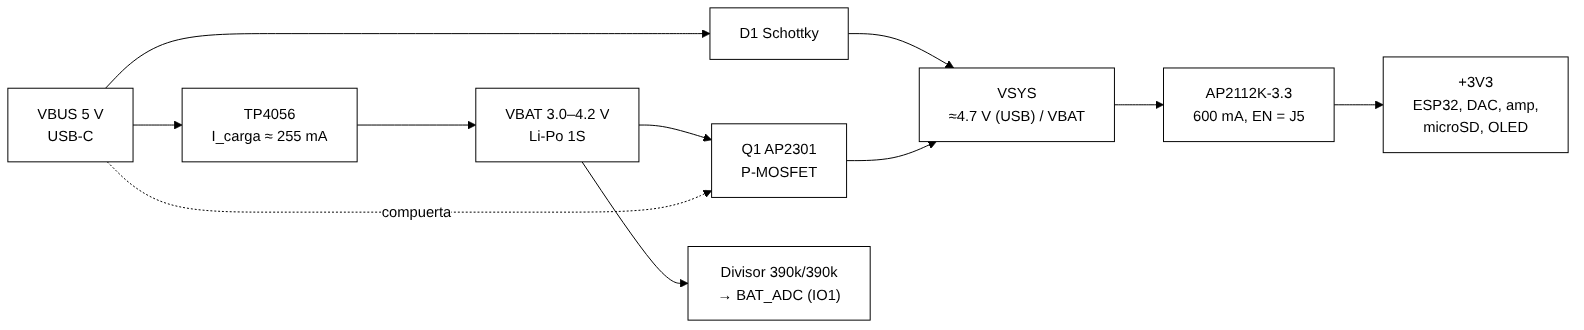 VBUS 5 V
USB-C
TP4056
I_carga ≈ 255 mA
VBAT 3.0–4.2 V
Li-Po 1S
D1 Schottky
Q1 AP2301
P-MOSFET
compuerta
Divisor 390k/390k
→ BAT_ADC (IO1)
VSYS
≈4.7 V (USB) / VBAT
AP2112K-3.3
600 mA, EN = J5
+3V3
ESP32, DAC, amp,
microSD, OLED